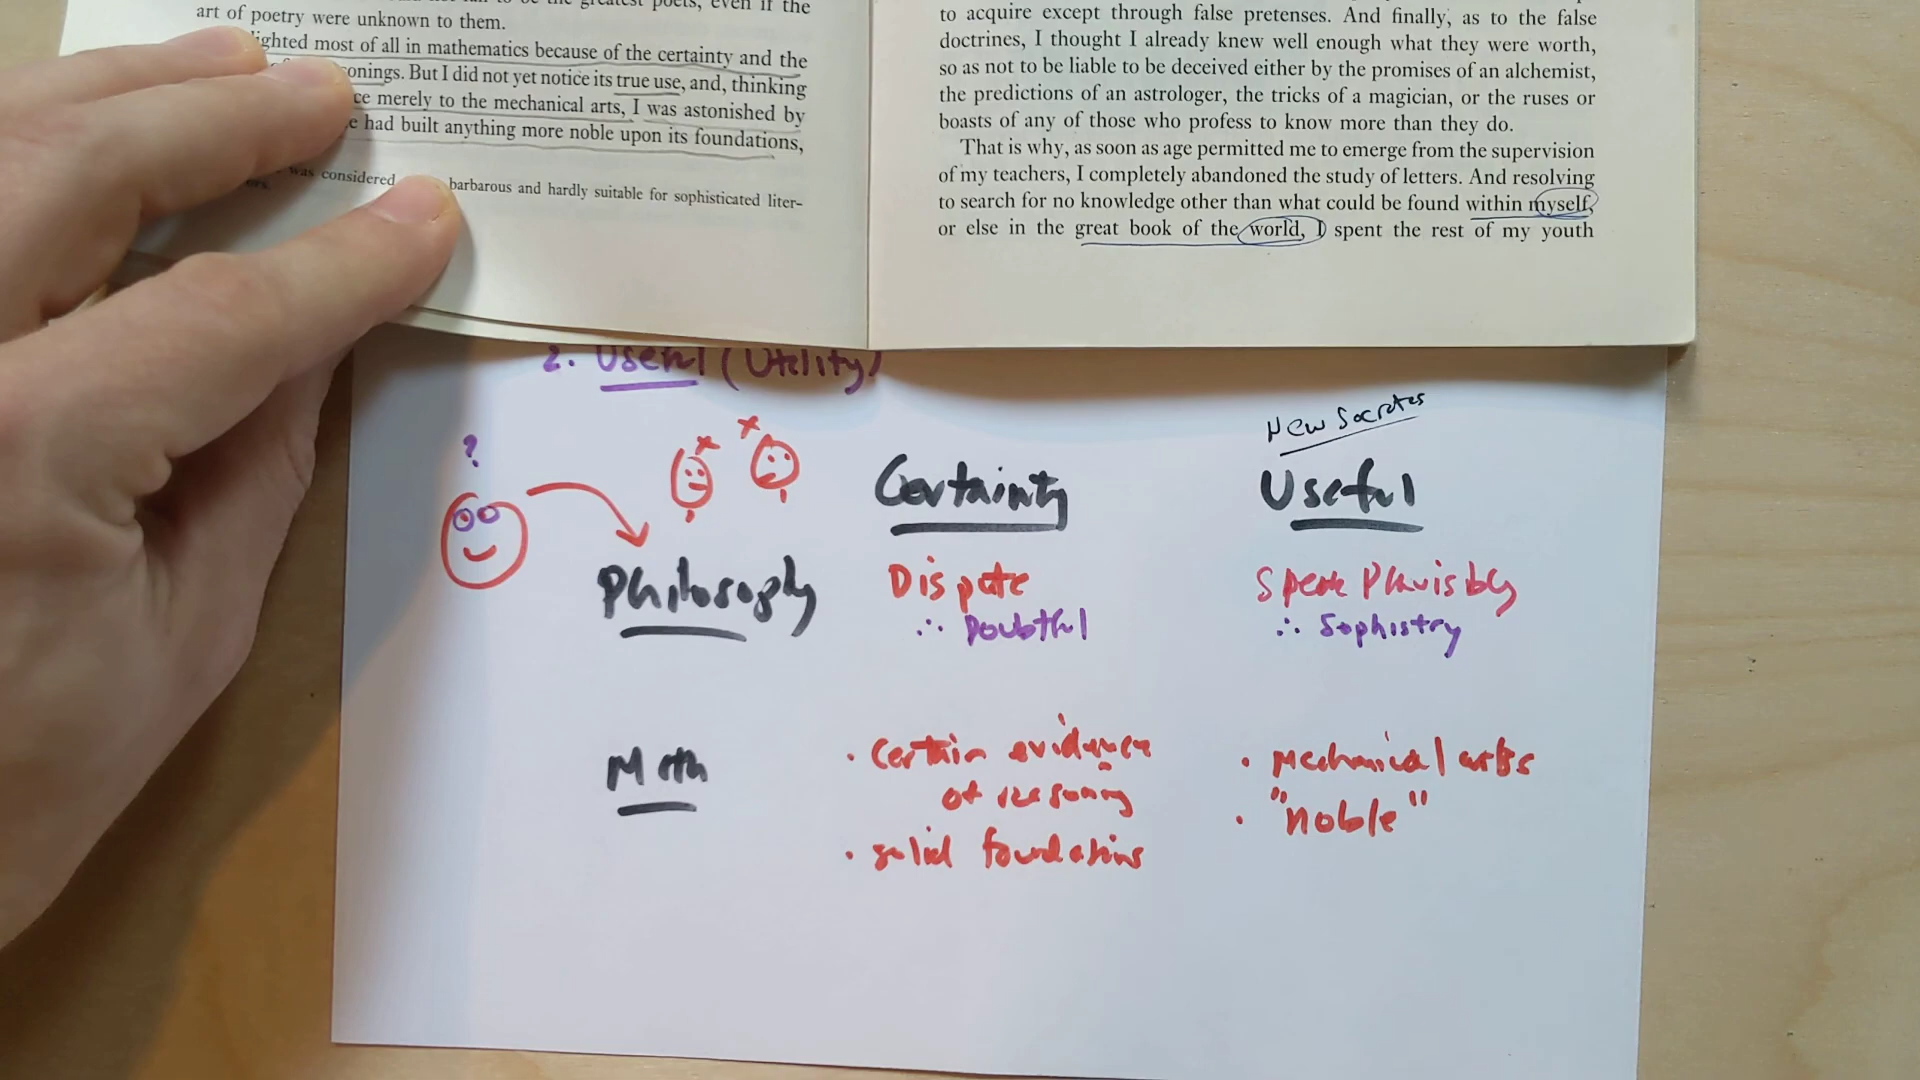 art of poetry were unknown to them.
ighted most of all in mathematics because of the certainty and the
onings. But I did not yet notice its true use, and, thinking
ce merely to the mechanical arts, I was astonished by
e had built anything more noble upon its foundations,
was considered barbarous and hardly suitable for sophisticated liter-
ors.
to acquire except through false pretenses. And finally, as to the false
doctrines, I thought I already knew well enough what they were worth,
so as not to be liable to be deceived either by the promises of an alchemist,
the predictions of an astrologer, the tricks of a magician, or the ruses or
boasts of any of those who profess to know more than they do.
That is why, as soon as age permitted me to emerge from the supervision
of my teachers, I completely abandoned the study of letters. And resolving
to search for no knowledge other than what could be found within myself,
or else in the great book of the world, I spent the rest of my youth
2. Useful (Utility)
New Socrates
?
Certainty
Useful
Philosophy
Dispute
Speak Plausibly
∴ Doubtful
∴ Sophistry
Math
• Certain evidence
of reasoning
• solid foundations
• Mechanical arts
• "noble"